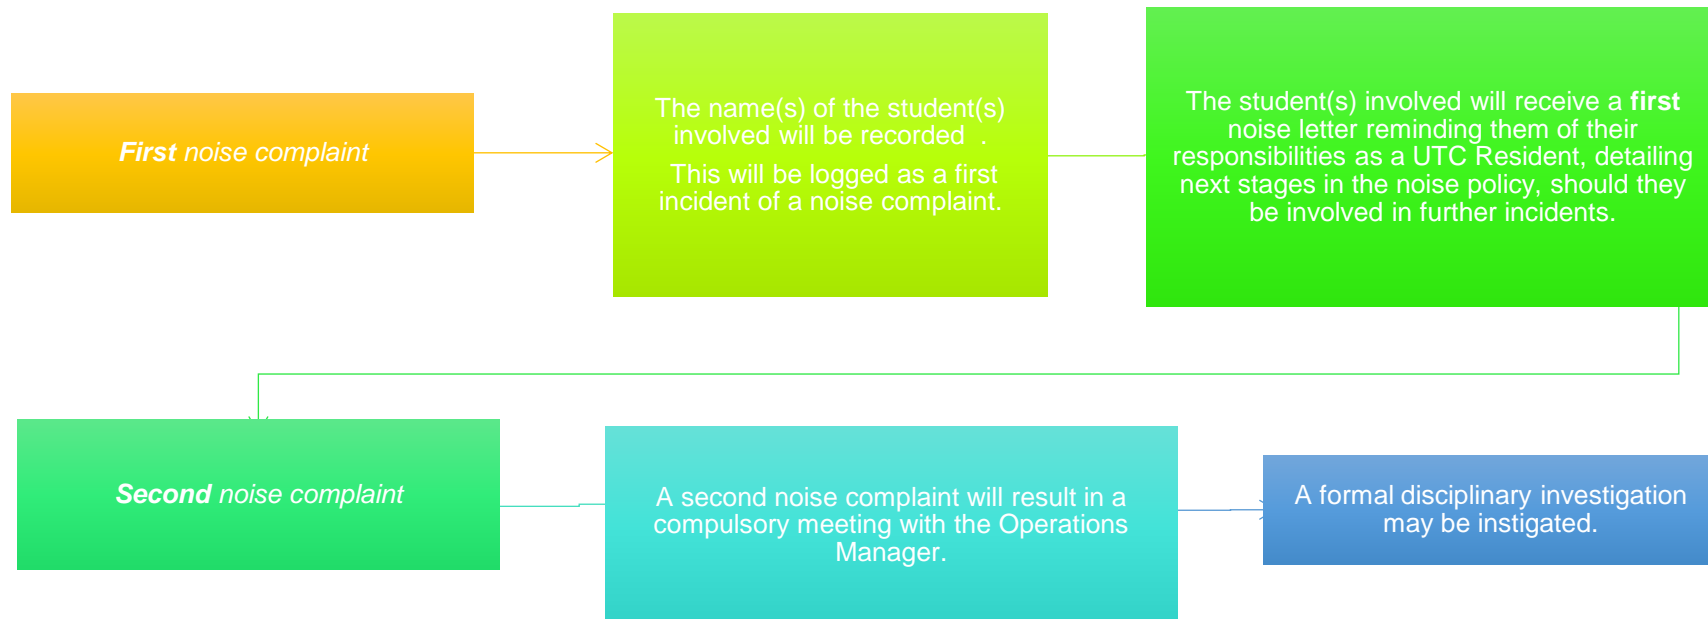 First noise complaint
The name(s) of the student(s)
involved will be recorded .
This will be logged as a first
incident of a noise complaint.
The student(s) involved will receive a first
noise letter reminding them of their
responsibilities as a UTC Resident, detailing
next stages in the noise policy, should they
be involved in further incidents.
Second noise complaint
A second noise complaint will result in a
compulsory meeting with the Operations
Manager.
A formal disciplinary investigation
may be instigated.